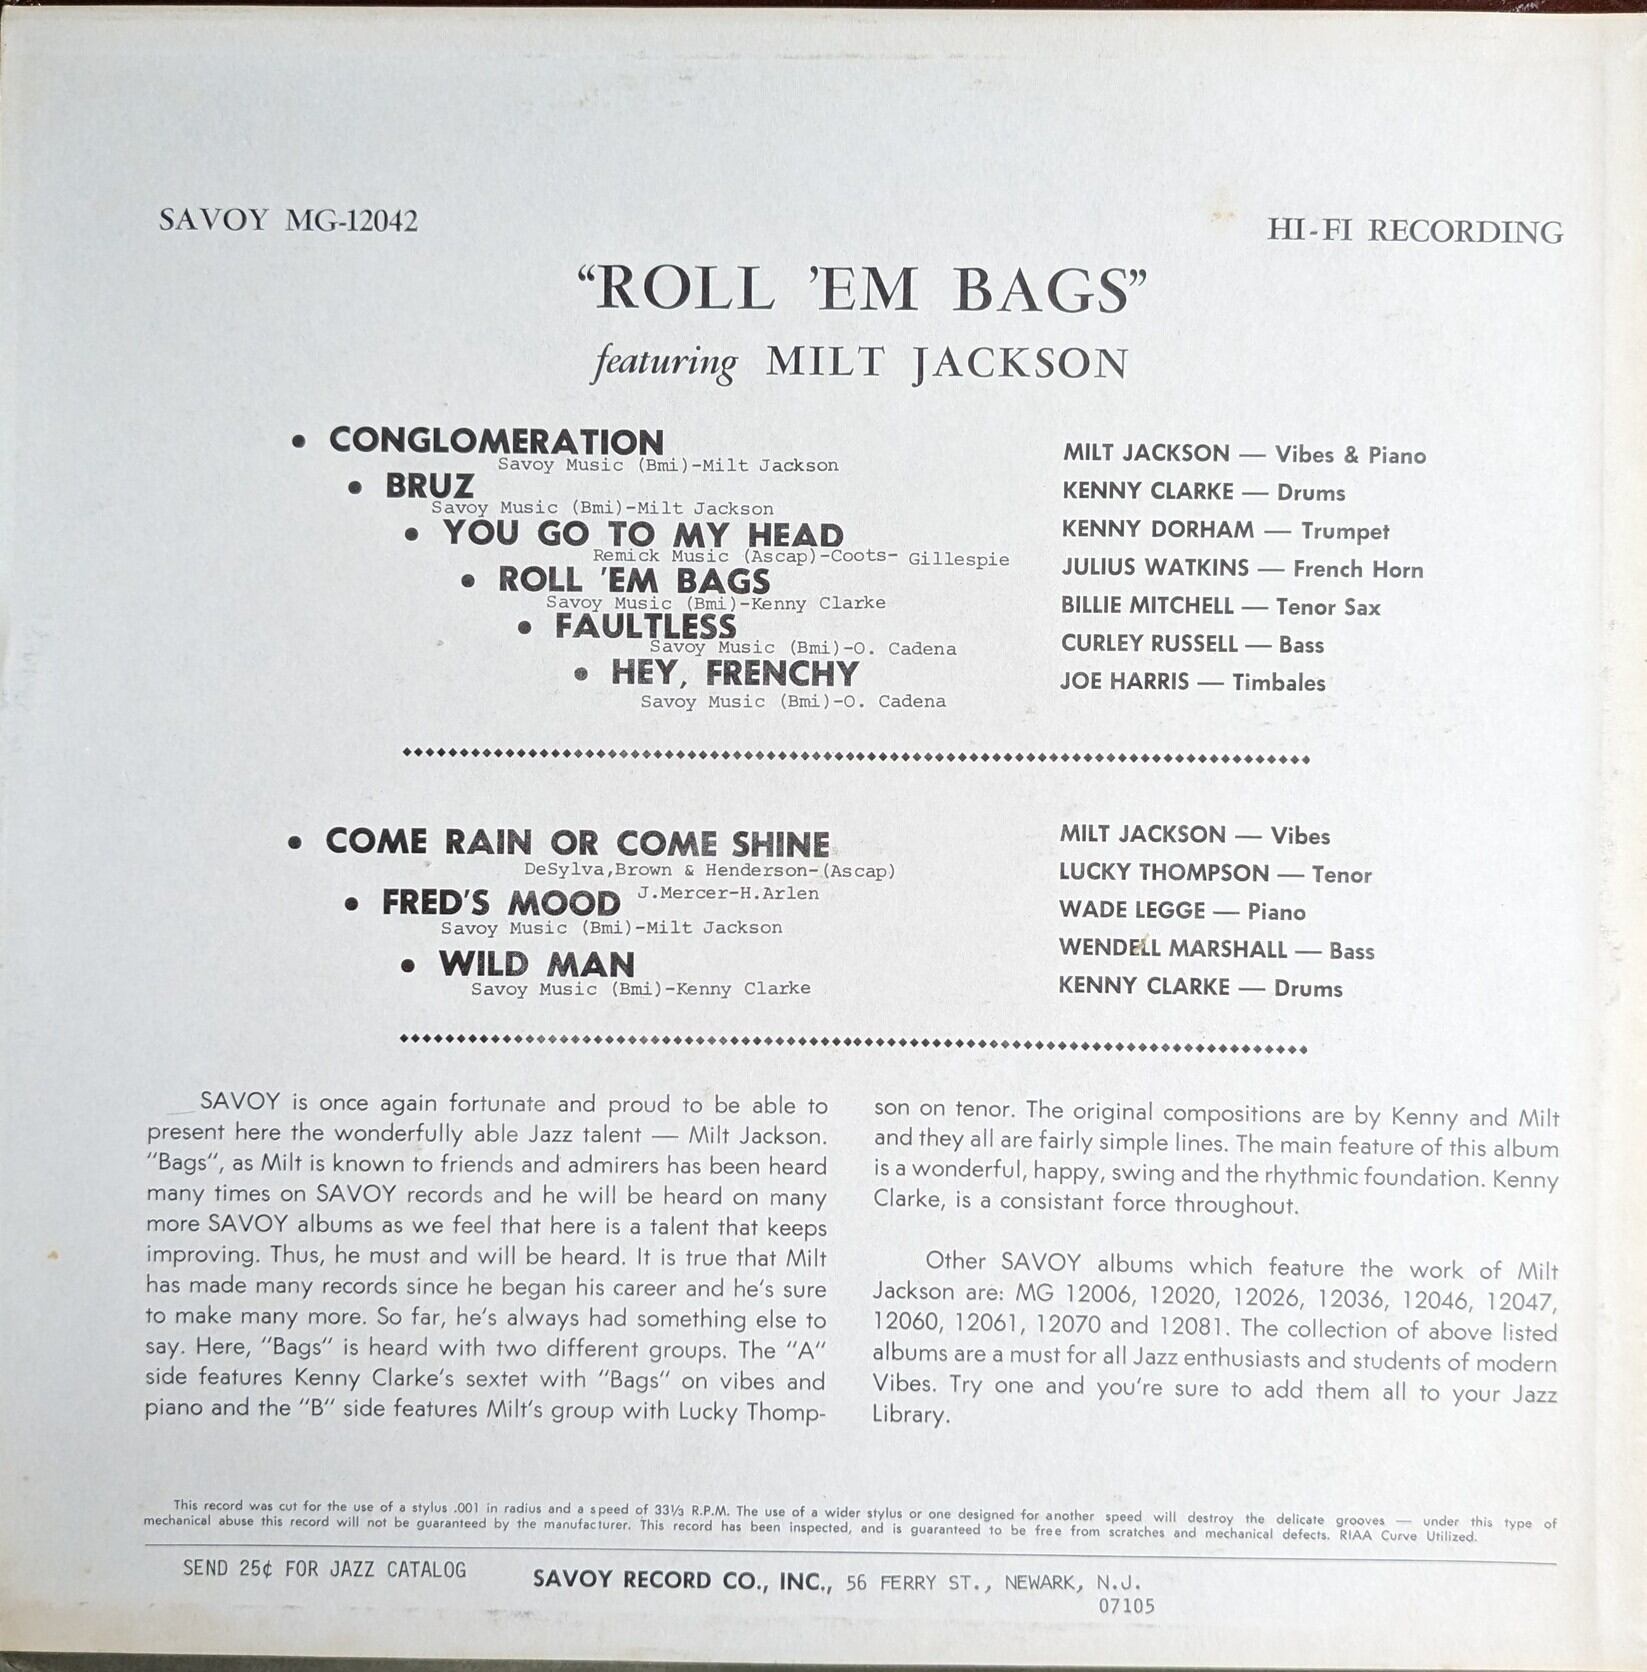 SAVOY MG-12042
HI-FI RECORDING
"ROLL 'EM BAGS"
featuring MILT JACKSON
• CONGLOMERATION
Savoy Music (Bmi)-Milt Jackson
• BRUZ
Savoy Music (Bmi)-Milt Jackson
• YOU GO TO MY HEAD
Remick Music (Ascap)-Coots- Gillespie
• ROLL 'EM BAGS
Savoy Music (Bmi)-Kenny Clarke
• FAULTLESS
Savoy Music (Bmi)-O. Cadena
• HEY, FRENCHY
Savoy Music (Bmi)-O. Cadena
MILT JACKSON — Vibes & Piano
KENNY CLARKE — Drums
KENNY DORHAM — Trumpet
JULIUS WATKINS — French Horn
BILLIE MITCHELL — Tenor Sax
CURLEY RUSSELL — Bass
JOE HARRIS — Timbales
• COME RAIN OR COME SHINE
DeSylva,Brown & Henderson-(Ascap)
J.Mercer-H.Arlen
• FRED'S MOOD
Savoy Music (Bmi)-Milt Jackson
• WILD MAN
Savoy Music (Bmi)-Kenny Clarke
MILT JACKSON — Vibes
LUCKY THOMPSON — Tenor
WADE LEGGE — Piano
WENDELL MARSHALL — Bass
KENNY CLARKE — Drums
SAVOY is once again fortunate and proud to be able to
present here the wonderfully able Jazz talent — Milt Jackson.
"Bags", as Milt is known to friends and admirers has been heard
many times on SAVOY records and he will be heard on many
more SAVOY albums as we feel that here is a talent that keeps
improving. Thus, he must and will be heard. It is true that Milt
has made many records since he began his career and he's sure
to make many more. So far, he's always had something else to
say. Here, "Bags" is heard with two different groups. The "A"
side features Kenny Clarke's sextet with "Bags" on vibes and
piano and the "B" side features Milt's group with Lucky Thomp-
son on tenor. The original compositions are by Kenny and Milt
and they all are fairly simple lines. The main feature of this album
is a wonderful, happy, swing and the rhythmic foundation. Kenny
Clarke, is a consistant force throughout.
Other SAVOY albums which feature the work of Milt
Jackson are: MG 12006, 12020, 12026, 12036, 12046, 12047,
12060, 12061, 12070 and 12081. The collection of above listed
albums are a must for all Jazz enthusiasts and students of modern
Vibes. Try one and you're sure to add them all to your Jazz
Library.
This record was cut for the use of a stylus .001 in radius and a speed of 33⅓ R.P.M. The use of a wider stylus or one designed for another speed will destroy the delicate grooves — under this type of
mechanical abuse this record will not be guaranteed by the manufacturer. This record has been inspected, and is guaranteed to be free from scratches and mechanical defects. RIAA Curve Utilized.
SEND 25¢ FOR JAZZ CATALOG
SAVOY RECORD CO., INC., 56 FERRY ST., NEWARK, N.J.
07105